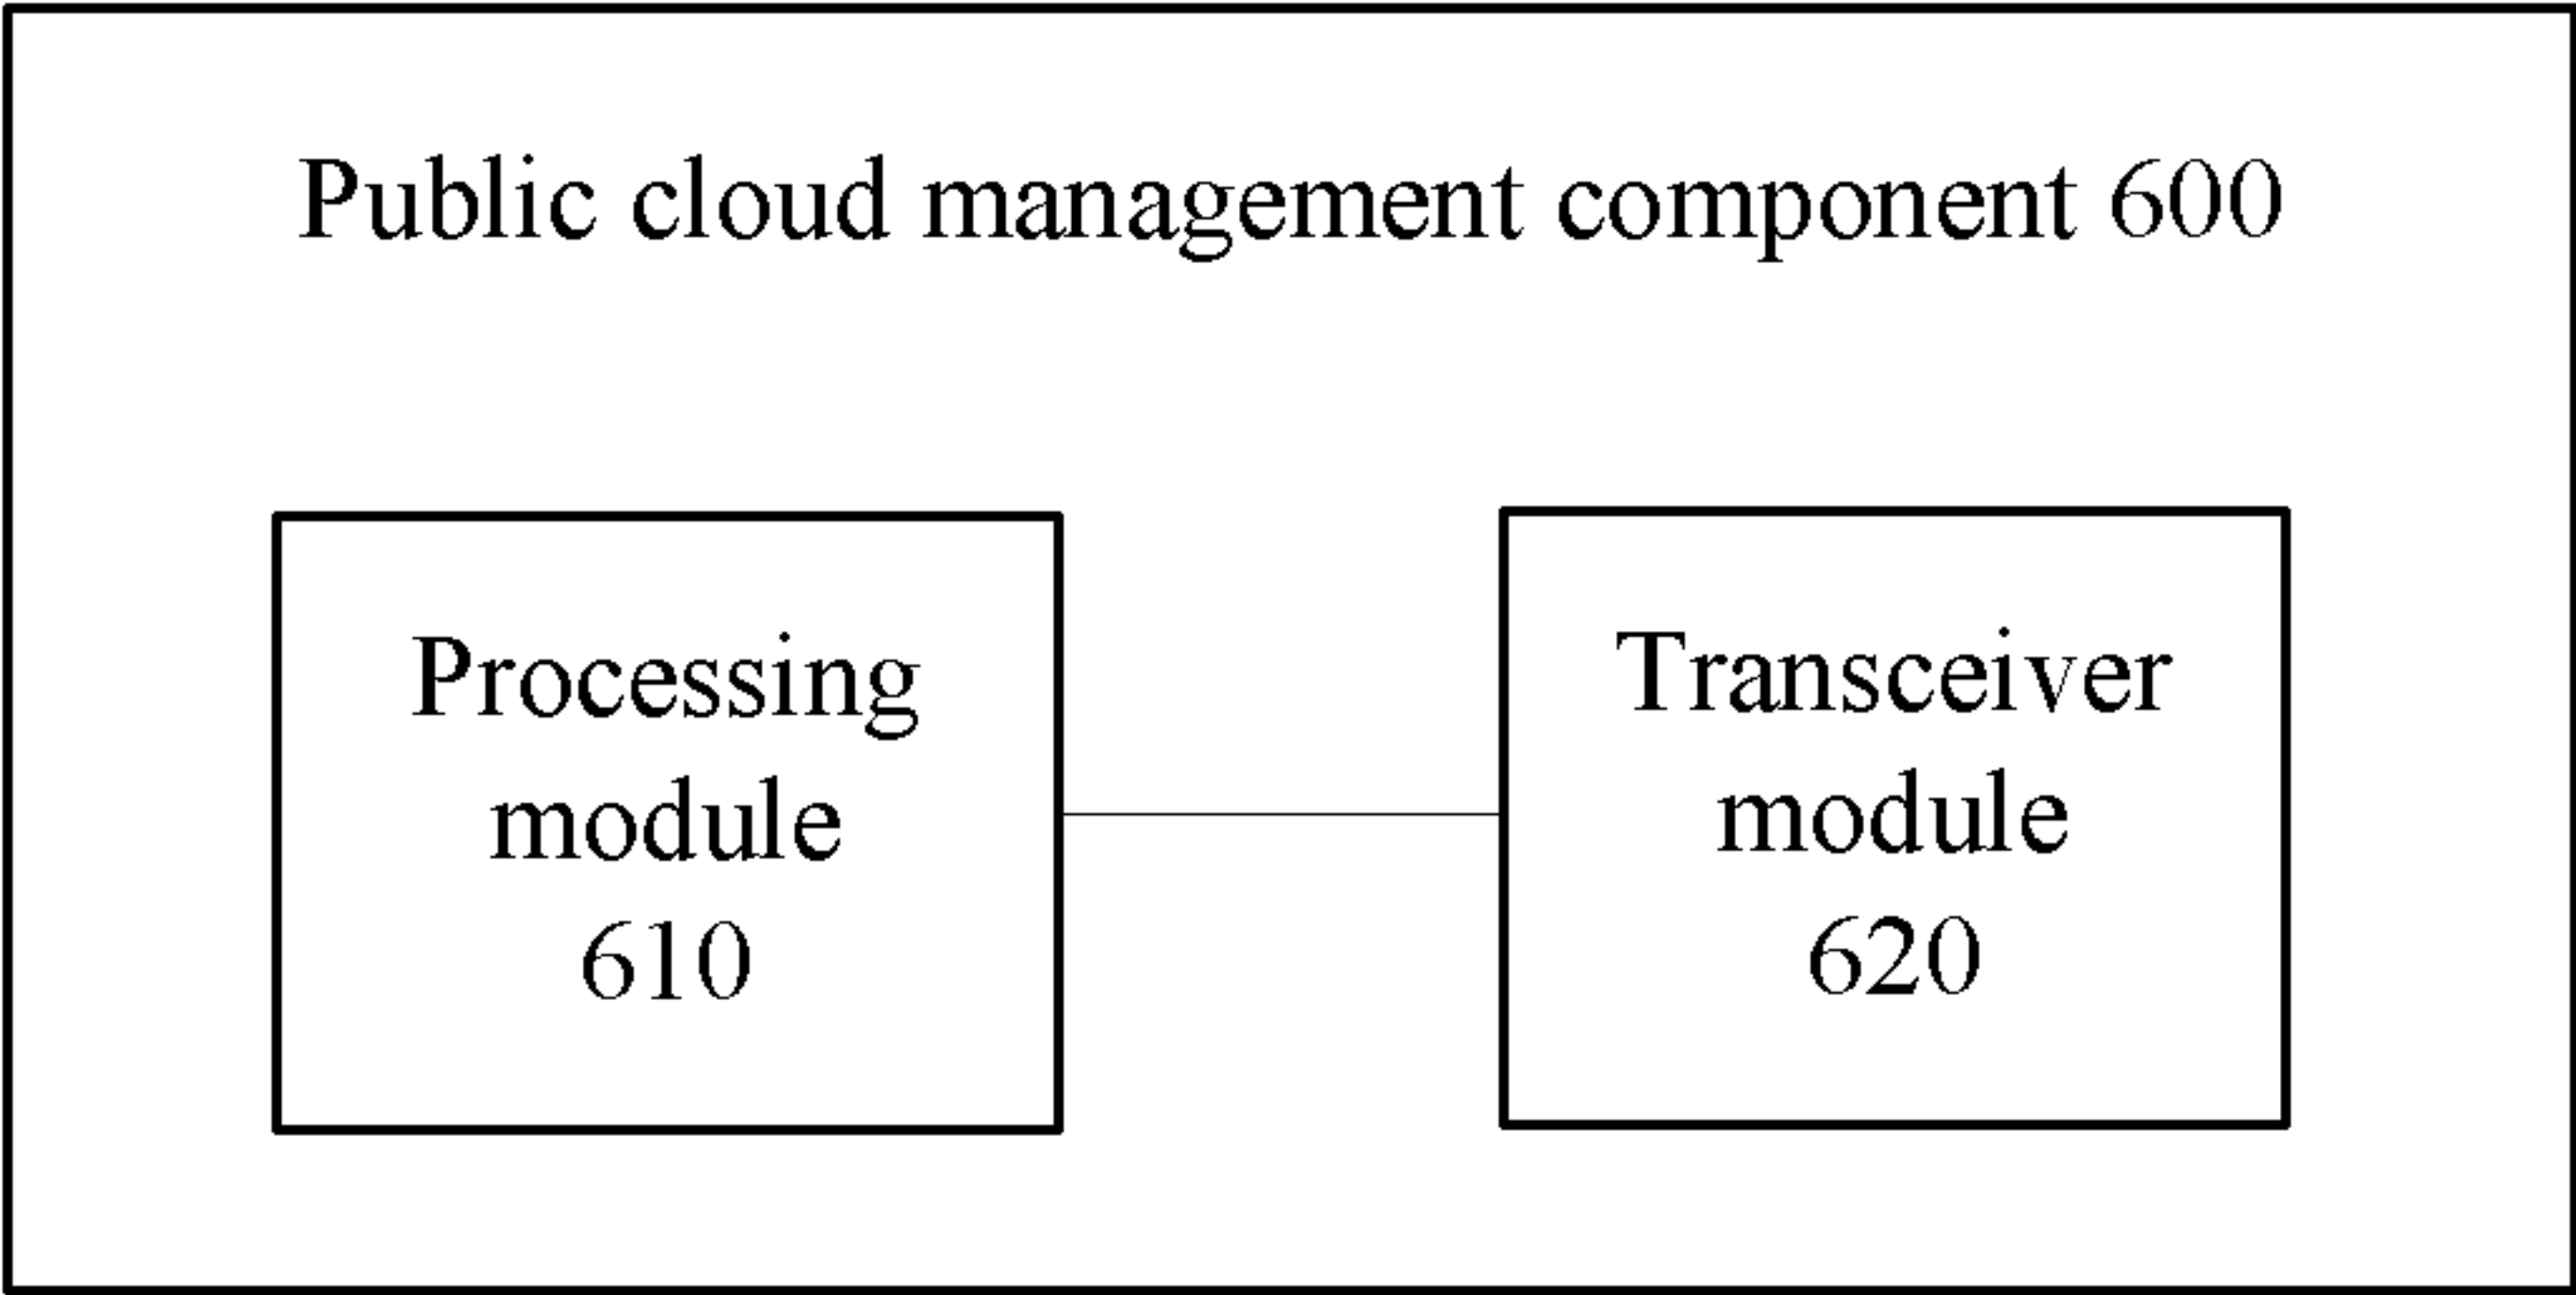 Public cloud management component 600
Processing
module
610
Transceiver
module
620